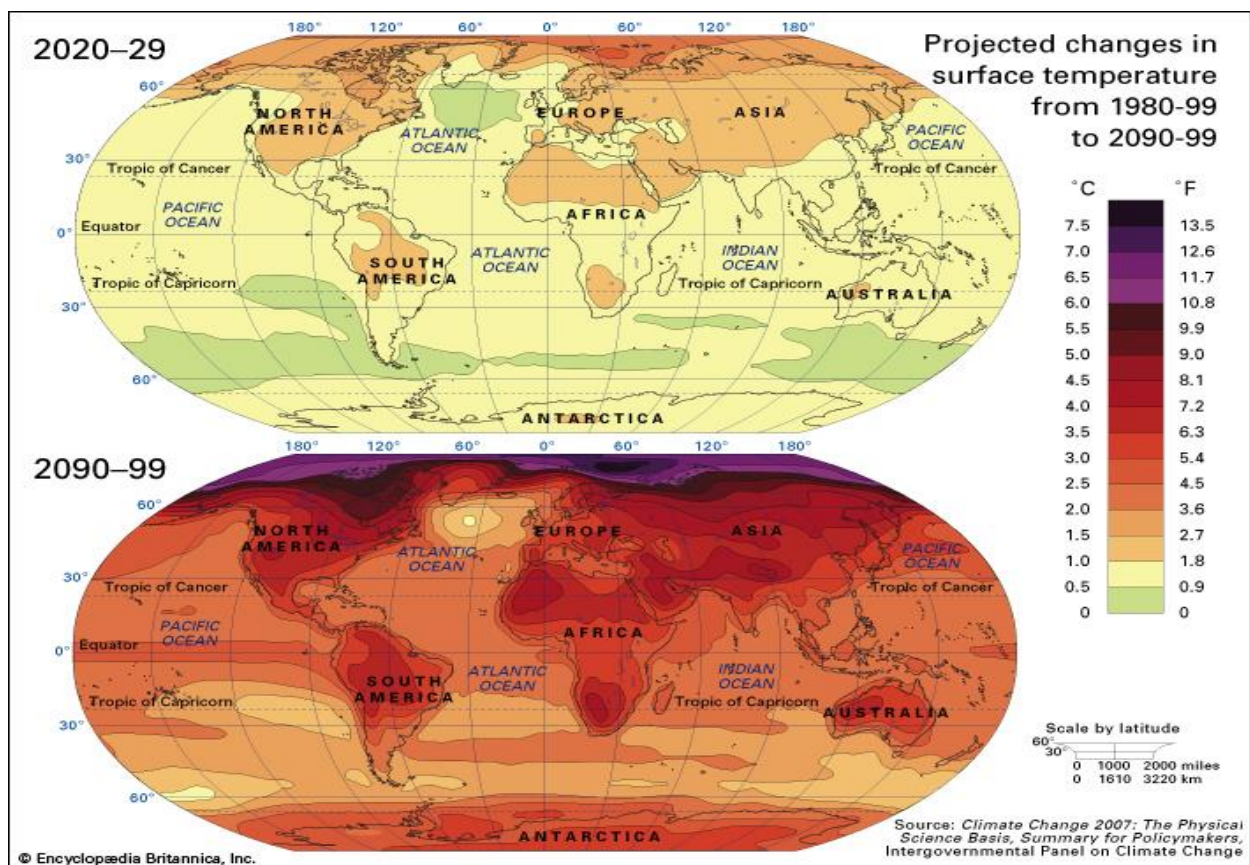 180° 120° 60° 0° 60° 120° 180°
2020–29
Projected changes in
surface temperature
from 1980-99
to 2090-99
60°
NORTH
AMERICA
EUROPE
ASIA
ATLANTIC
OCEAN
PACIFIC
OCEAN
30°
Tropic of Cancer
Tropic of Cancer
PACIFIC
OCEAN
AFRICA
Equator
0°
ATLANTIC
OCEAN
INDIAN
OCEAN
SOUTH
AMERICA
Tropic of Capricorn
Tropic of Capricorn
AUSTRALIA
30°
60°
ANTARCTICA
°C °F
7.5 13.5
7.0 12.6
6.5 11.7
6.0 10.8
5.5 9.9
5.0 9.0
4.5 8.1
4.0 7.2
3.5 6.3
3.0 5.4
2.5 4.5
2.0 3.6
1.5 2.7
1.0 1.8
0.5 0.9
0 0
180° 120° 60° 0° 60° 120° 180°
2090–99
60°
NORTH
AMERICA
EUROPE
ASIA
ATLANTIC
OCEAN
PACIFIC
OCEAN
30°
Tropic of Cancer
Tropic of Cancer
PACIFIC
OCEAN
AFRICA
Equator
0°
ATLANTIC
OCEAN
INDIAN
OCEAN
SOUTH
AMERICA
Tropic of Capricorn
Tropic of Capricorn
AUSTRALIA
30°
60°
ANTARCTICA
Scale by latitude
60°
30°
0 1000 2000 miles
0 1610 3220 km
Source: Climate Change 2007: The Physical
Science Basis, Summary for Policymakers,
Intergovernmental Panel on Climate Change
© Encyclopædia Britannica, Inc.